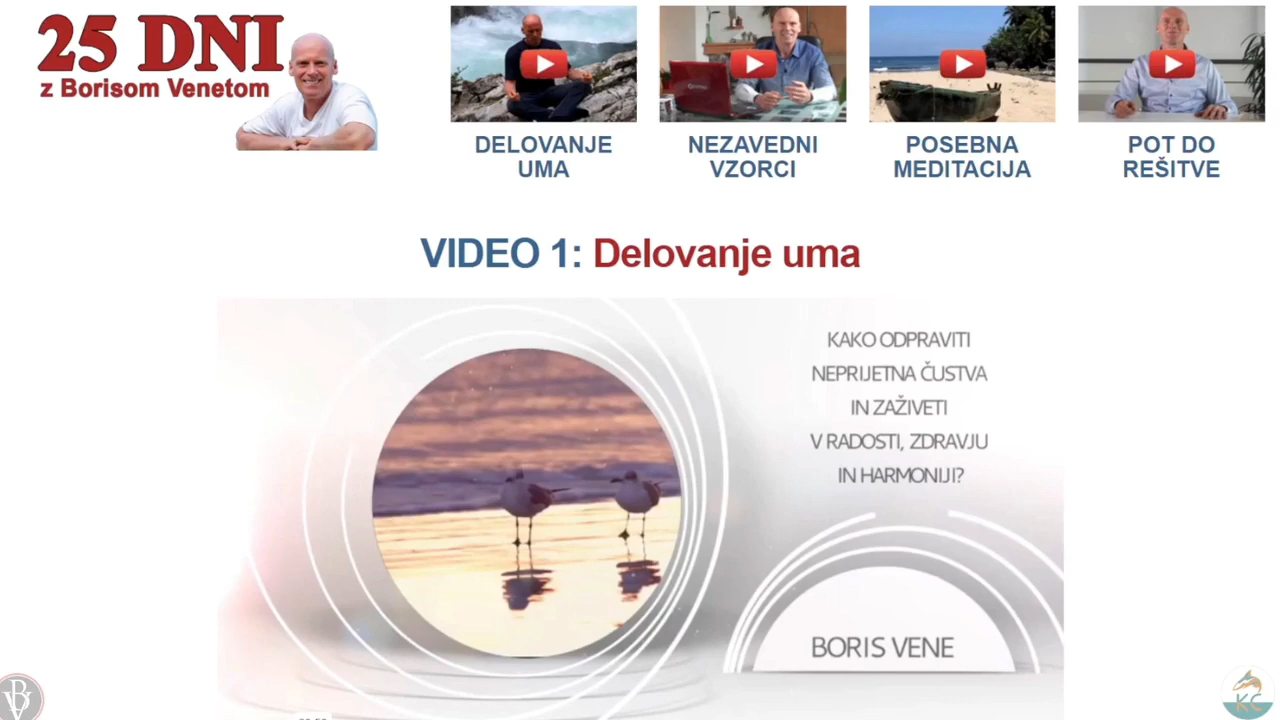 25 DNI
z Borisom Venetom
DELOVANJE
UMA
NEZAVEDNI
VZORCI
POSEBNA
MEDITACIJA
POT DO
REŠITVE
VIDEO 1: Delovanje uma
KAKO ODPRAVITI
NEPRIJETNA ČUSTVA
IN ZAŽIVETI
V RADOSTI, ZDRAVJU
IN HARMONIJI?
BORIS VENE
BV
KC